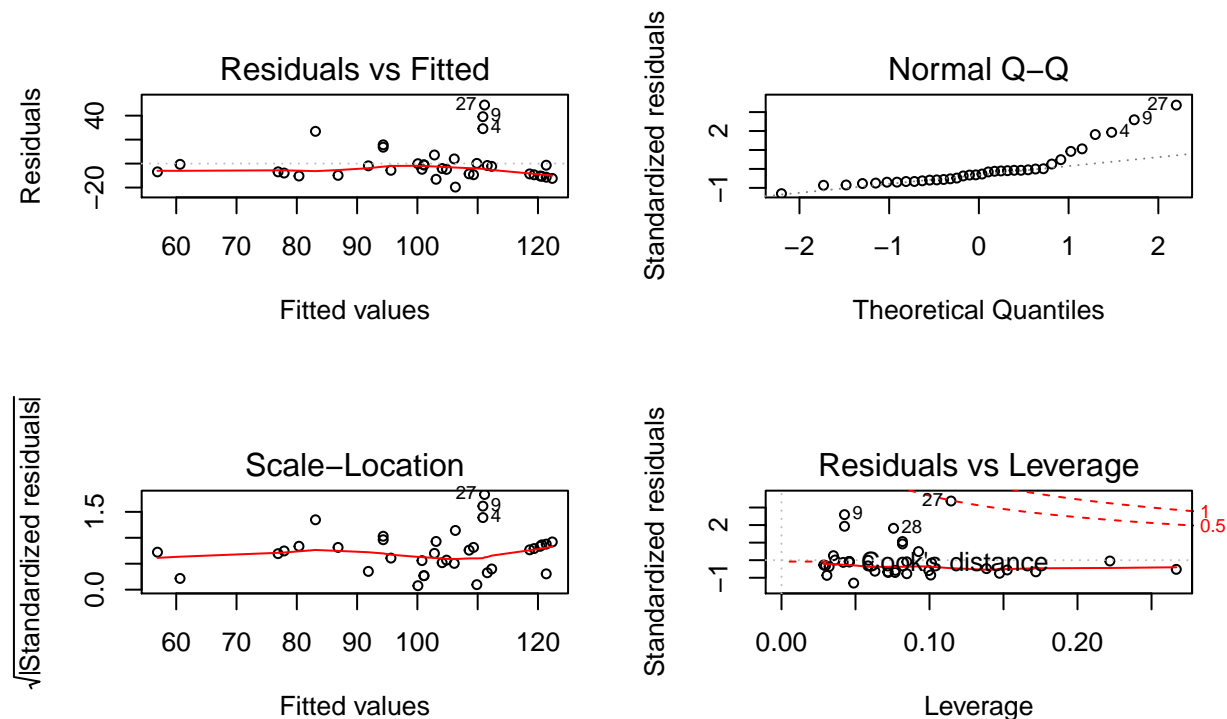 Residuals vs Fitted
Residuals
40
−20
27
9
4
60 70 80 90 100 110 120
Fitted values
Normal Q−Q
Standardized residuals
2
−1
27
9
4
−2 −1 0 1 2
Theoretical Quantiles
Scale−Location
√|Standardized residuals|
1.5
0.0
27
9
4
60 70 80 90 100 110 120
Fitted values
Residuals vs Leverage
Standardized residuals
2
−1
27
9
28
1
0.5
Cook's distance
0.00 0.10 0.20
Leverage